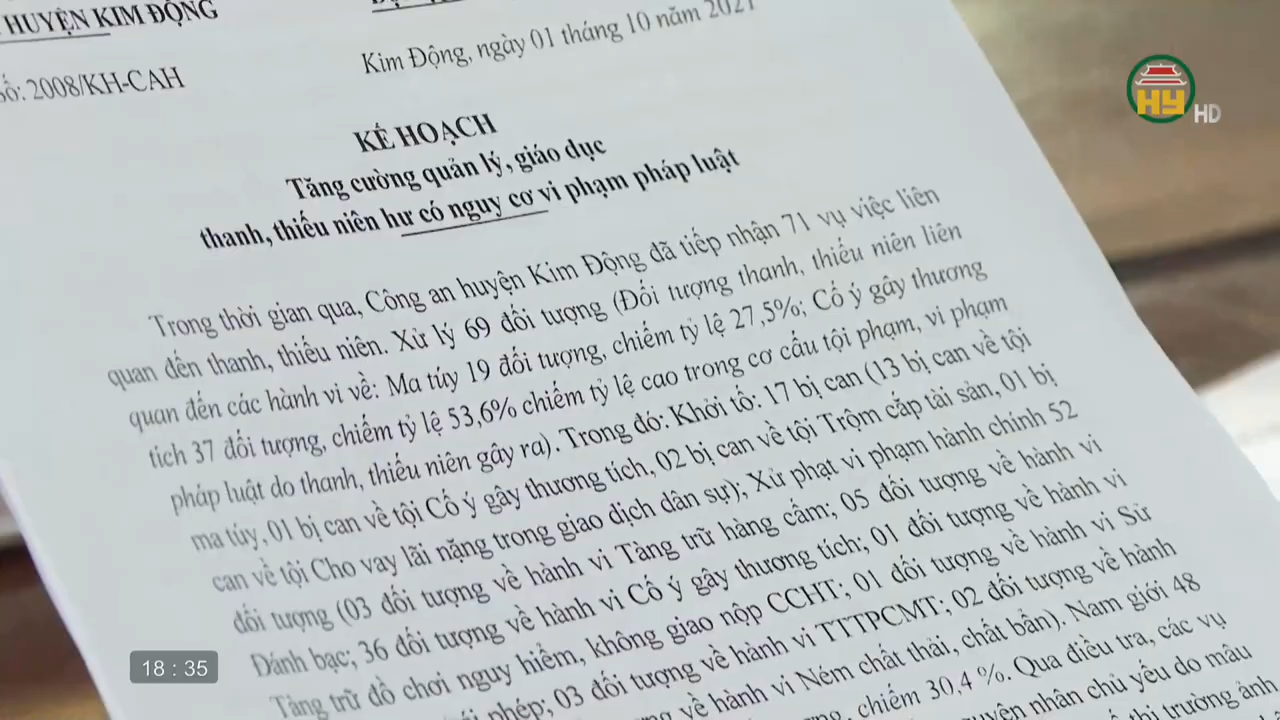 HUYỆN KIM ĐỘNG
Số: 2008/KH-CAH
Kim Động, ngày 01 tháng 10 năm 2021
HY HD
KẾ HOẠCH
Tăng cường quản lý, giáo dục
thanh, thiếu niên hư có nguy cơ vi phạm pháp luật
Trong thời gian qua, Công an huyện Kim Động đã tiếp nhận 71 vụ việc liên
quan đến thanh, thiếu niên. Xử lý 69 đối tượng (Đối tượng thanh, thiếu niên liên
quan đến các hành vi về: Ma túy 19 đối tượng, chiếm tỷ lệ 27,5%; Cố ý gây thương
tích 37 đối tượng, chiếm tỷ lệ 53,6% chiếm tỷ lệ cao trong cơ cấu tội phạm, vi phạm
pháp luật do thanh, thiếu niên gây ra). Trong đó: Khởi tố: 17 bị can (13 bị can về tội
ma túy, 01 bị can về tội Cố ý gây thương tích, 02 bị can về tội Trộm cắp tài sản, 01 bị
can về tội Cho vay lãi nặng trong giao dịch dân sự); Xử phạt vi phạm hành chính 52
đối tượng (03 đối tượng về hành vi Tàng trữ hàng cấm; 05 đối tượng về hành vi
Đánh bạc; 36 đối tượng về hành vi Cố ý gây thương tích; 01 đối tượng về hành vi
Tàng trữ đồ chơi nguy hiểm, không giao nộp CCHT; 01 đối tượng về hành vi Sử
phép; 03 đối tượng về hành vi TTTPCMT; 02 đối tượng về hành
về hành vi Ném chất thải, chất bẩn). Nam giới 48
chiếm 30,4 %. Qua điều tra, các vụ
nguyên nhân chủ yếu do mâu
thị trường ảnh
18 : 35